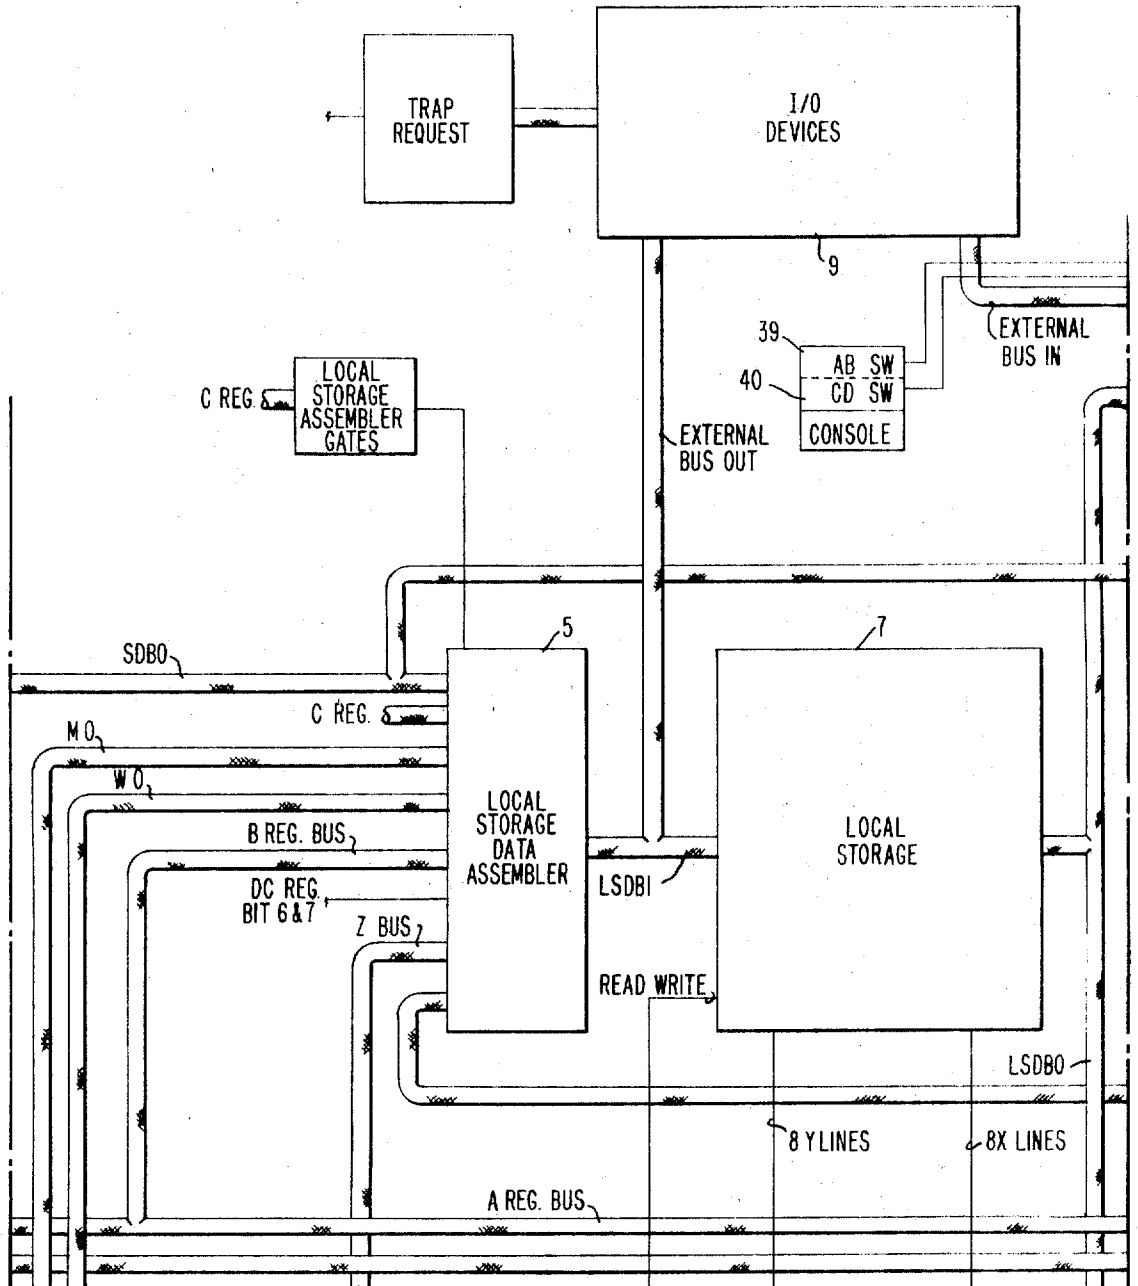 TRAP
REQUEST
I/O
DEVICES
9
EXTERNAL
BUS IN
39
AB SW
40
CD SW
CONSOLE
C REG.
LOCAL
STORAGE
ASSEMBLER
GATES
EXTERNAL
BUS OUT
5
7
SDBO
C REG.
MO
WO
B REG. BUS
DC REG.
BIT 6&7
Z BUS
LOCAL
STORAGE
DATA
ASSEMBLER
LSDBI
LOCAL
STORAGE
READ WRITE
LSDBO
8 Y LINES
8X LINES
A REG. BUS